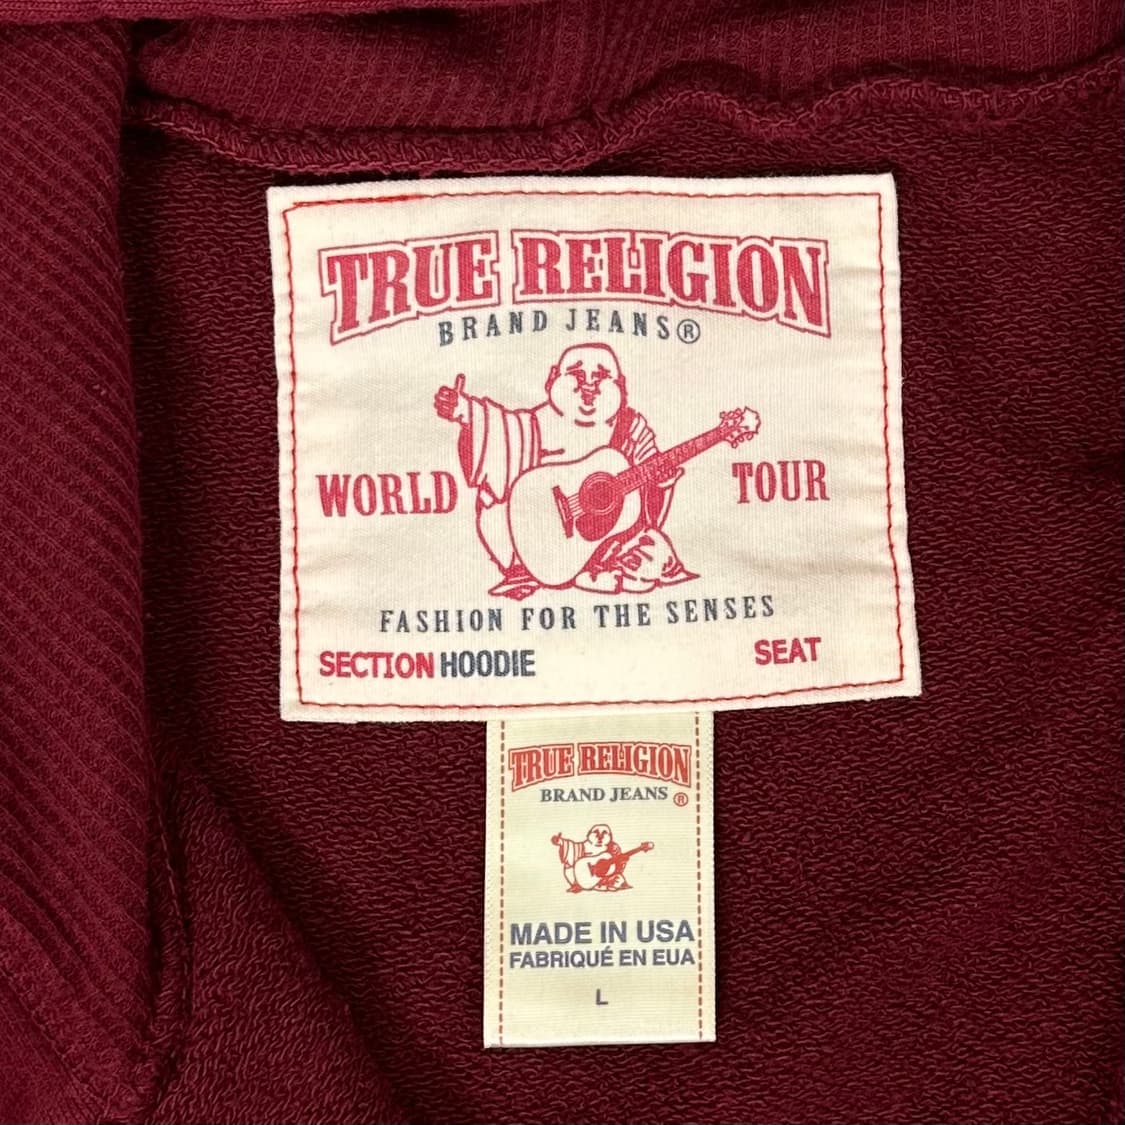 TRUE RELIGION
BRAND JEANS®
WORLD TOUR
FASHION FOR THE SENSES
SECTION HOODIE SEAT
TRUE RELIGION
BRAND JEANS ®
MADE IN USA
FABRIQUÉ EN EUA
L